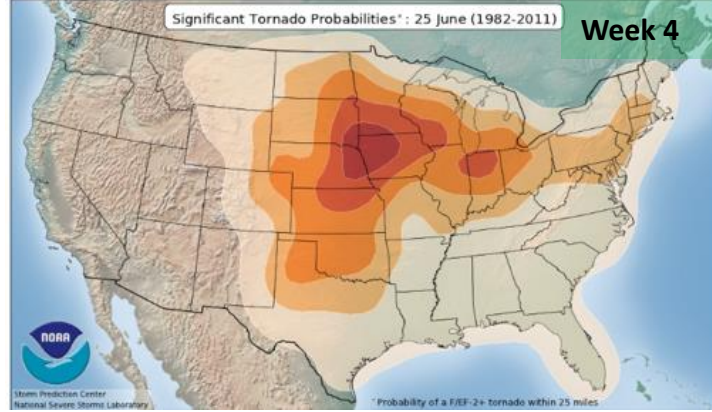 Significant Tornado Probabilities*: 25 June (1982-2011)
Week 4
NOAA
Storm Prediction Center
National Severe Storms Laboratory
*Probability of a F/EF-2+ tornado within 25 miles